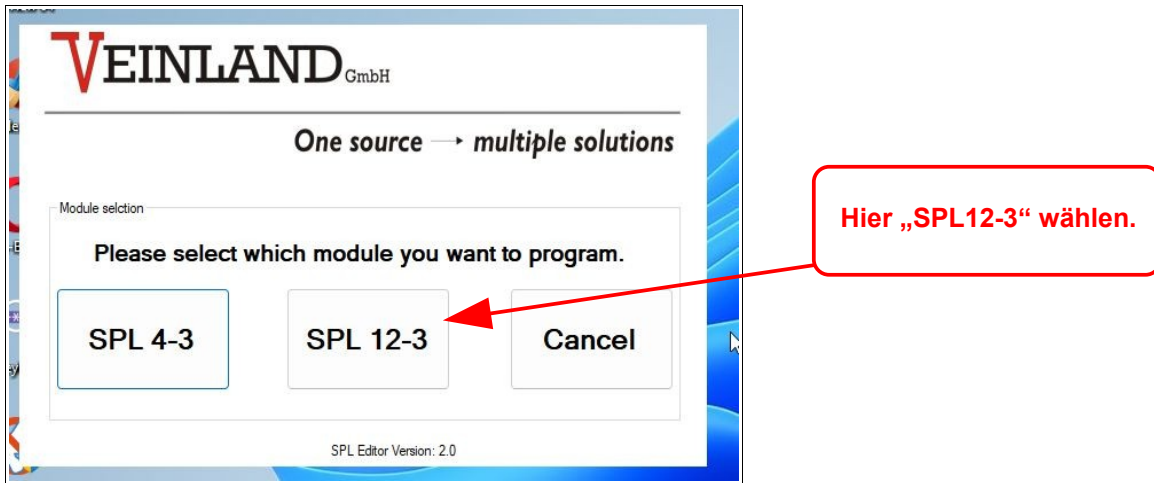 VEINLAND GmbH
One source → multiple solutions
Module selction
Please select which module you want to program.
SPL 4-3
SPL 12-3
Cancel
SPL Editor Version: 2.0
Hier „SPL12-3“ wählen.